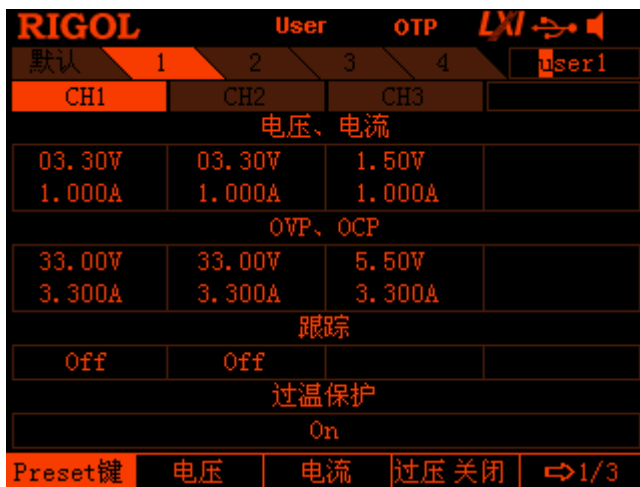 RIGOL User OTP LXI
默认 1 2 3 4 user1
CH1 CH2 CH3
电压、电流
03.30V 03.30V 1.50V
1.000A 1.000A 1.000A
OVP、OCP
33.00V 33.00V 5.50V
3.300A 3.300A 3.300A
跟踪
Off Off
过温保护
On
Preset键 电压 电流 过压 关闭 ⇨1/3